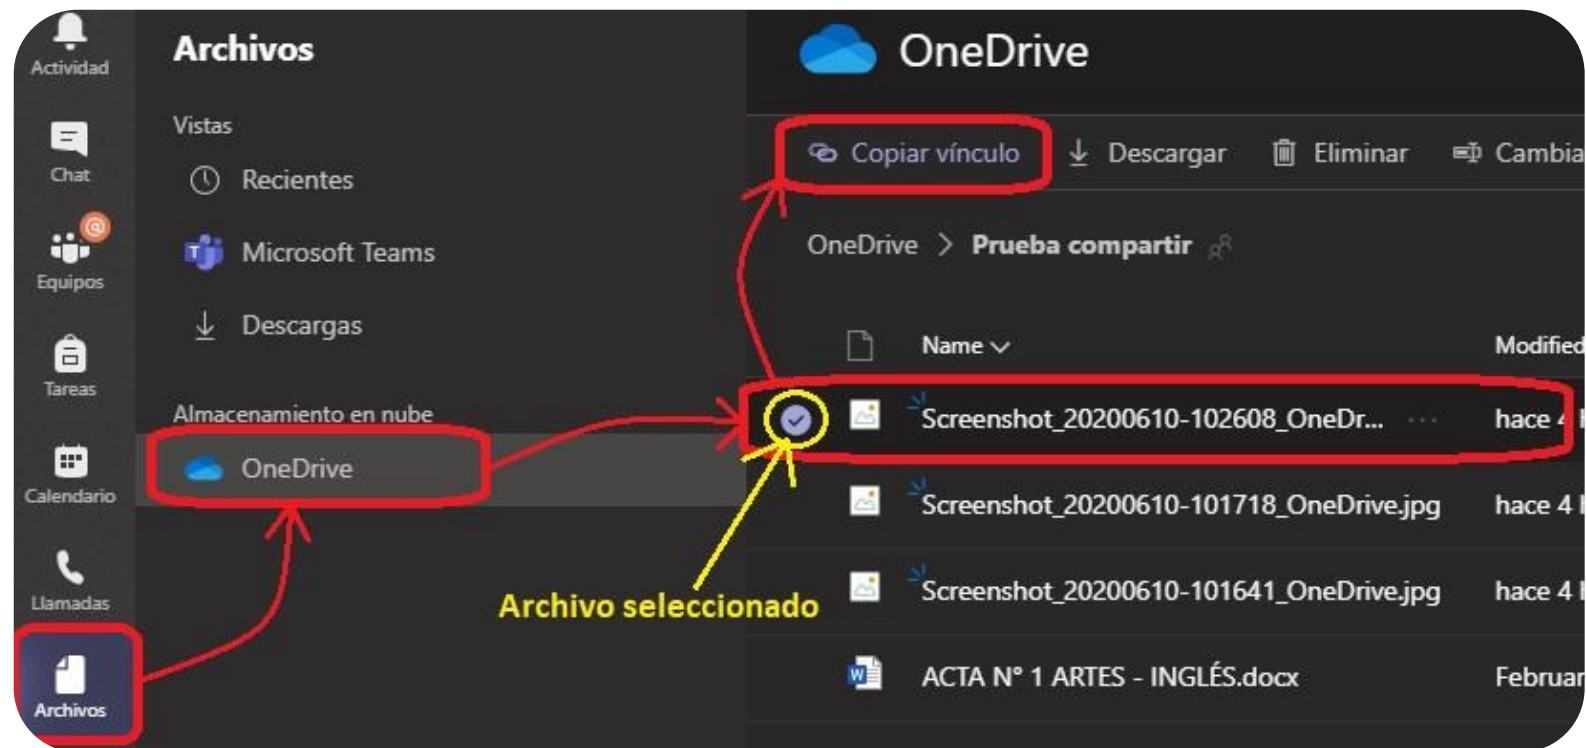 Actividad
Chat
@
Equipos
Tareas
Calendario
Llamadas
Archivos
Archivos
Vistas
Recientes
T
Microsoft Teams
Descargas
Almacenamiento en nube
OneDrive
OneDrive
Copiar vínculo Descargar Eliminar Cambia
OneDrive > Prueba compartir
Name Modified
Screenshot_20200610-102608_OneDr... ... hace 4 h
Screenshot_20200610-101718_OneDrive.jpg hace 4 h
Screenshot_20200610-101641_OneDrive.jpg hace 4 h
W ACTA N° 1 ARTES - INGLÉS.docx Februar
Archivo seleccionado